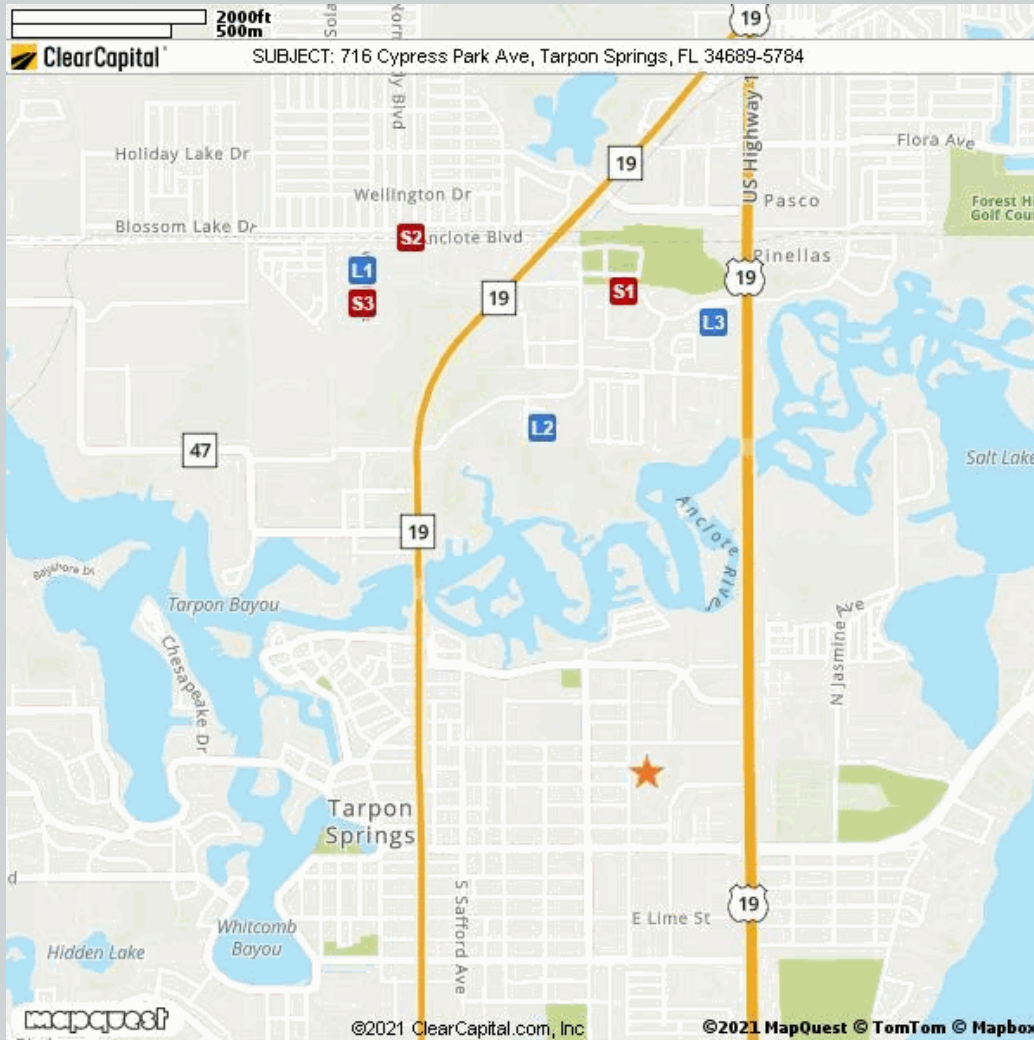 2000ft
500m
ClearCapital
SUBJECT: 716 Cypress Park Ave, Tarpon Springs, FL 34689-5784
19
Flora Ave
Holiday Lake Dr
19
US Highway
Wellington Dr
Pasco
Forest Hi
Golf Cour
Blossom Lake Dr
S2
Anclote Blvd
Pinellas
L1
19
S3
19
S1
L3
L2
47
Salt Lake
19
Anclote River
Bayshore Dr
Tarpon Bayou
Chesapeake Dr
N Jasmine Ave
Tarpon
Springs
S Safford Ave
19
E Lime St
Whitcomb
Bayou
Hidden Lake
mapquest
©2021 ClearCapital.com, Inc
©2021 MapQuest © TomTom © Mapbox